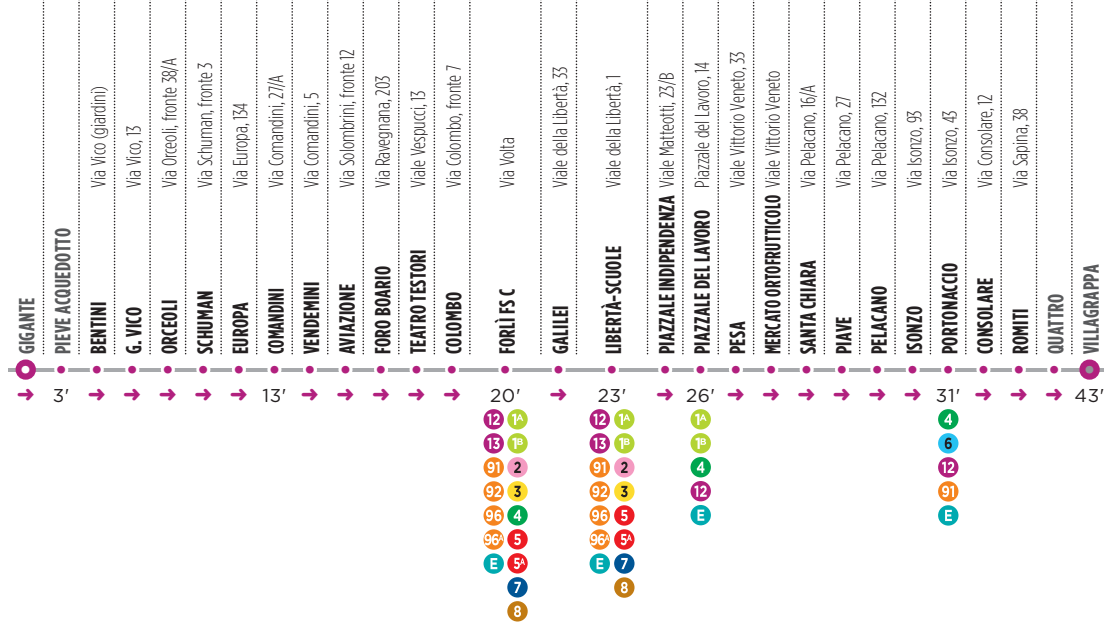 GIGANTE
PIEVE ACQUEDOTTO
BENTINI Via Vico (giardini)
G. VICO Via Vico, 13
ORCEOLI Via Orceoli, fronte 38/A
SCHUMAN Via Schuman, fronte 3
EUROPA Via Europa, 134
COMANDINI Via Comandini, 27/A
VENDEMINI Via Comandini, 5
AVIAZIONE Via Solombrini, fronte 12
FORO BOARIO Via Ravegnana, 203
TEATRO TESTORI Viale Vespucci, 13
COLOMBO Via Colombo, fronte 7
FORLÌ FS C Via Volta
GALILEI Viale della Libertà, 33
LIBERTÀ-SCUOLE Viale della Libertà, 1
PIAZZALE INDIPENDENZA Viale Matteotti, 23/B
PIAZZALE DEL LAVORO Piazzale del Lavoro, 14
PESA Viale Vittorio Veneto, 33
MERCATO ORTOFRUTTICOLO Viale Vittorio Veneto
SANTA CHIARA Via Pelacano, 16/A
PIAVE Via Pelacano, 27
PELACANO Via Pelacano, 132
ISONZO Via Isonzo, 93
PORTONACCIO Via Isonzo, 43
CONSOLARE Via Consolare, 12
ROMITI Via Sapina, 38
QUATTRO
VILLAGRAPPA
3' 13' 20' 23' 26' 31' 43'
12 1A 12 1A 1A 4
13 1B 13 1B 1B 6
91 2 91 2 4 12
92 3 92 3 12 91
96 4 96 5 E E
96A 5 96A 5A
E 5A E 7
7 8
8